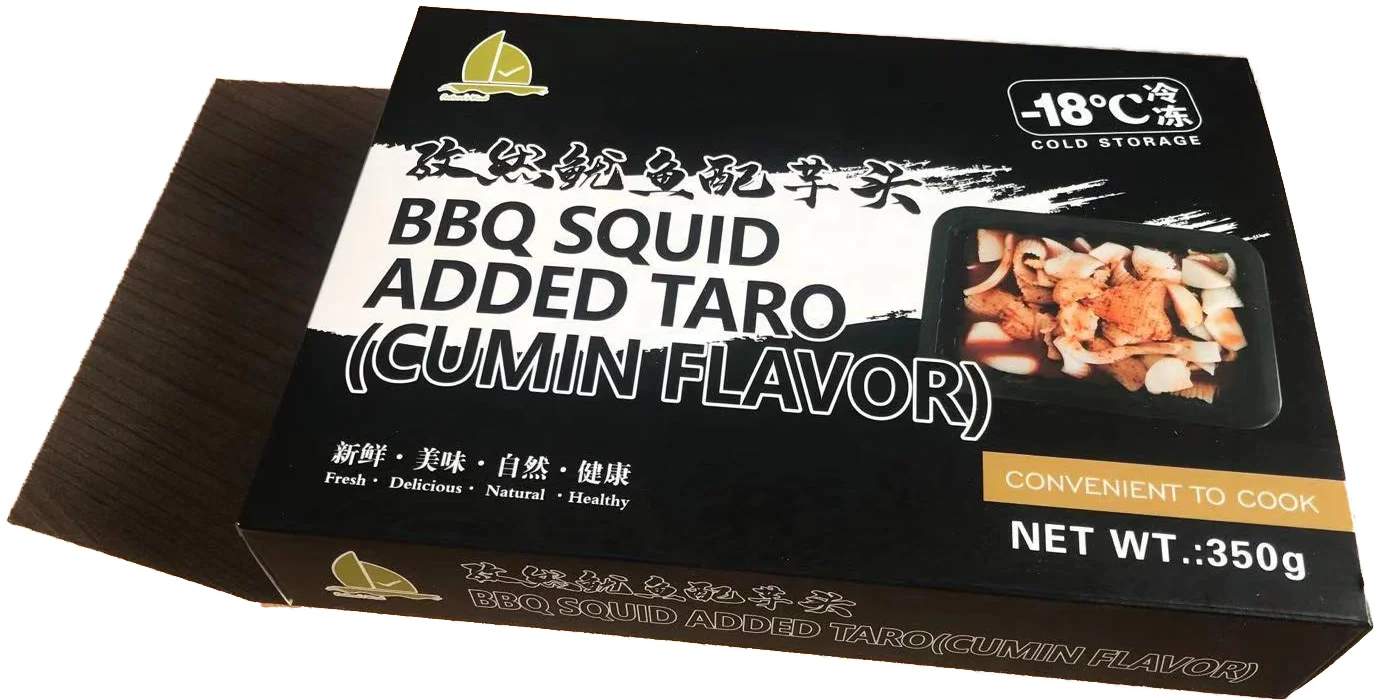 -18°C冷冻
COLD STORAGE
孜然鱿鱼配芋头
BBQ SQUID
ADDED TARO
(CUMIN FLAVOR)
新鲜·美味·自然·健康
Fresh · Delicious · Natural · Healthy
CONVENIENT TO COOK
NET WT.:350g
孜然鱿鱼配芋头
BBQ SQUID ADDED TARO(CUMIN FLAVOR)